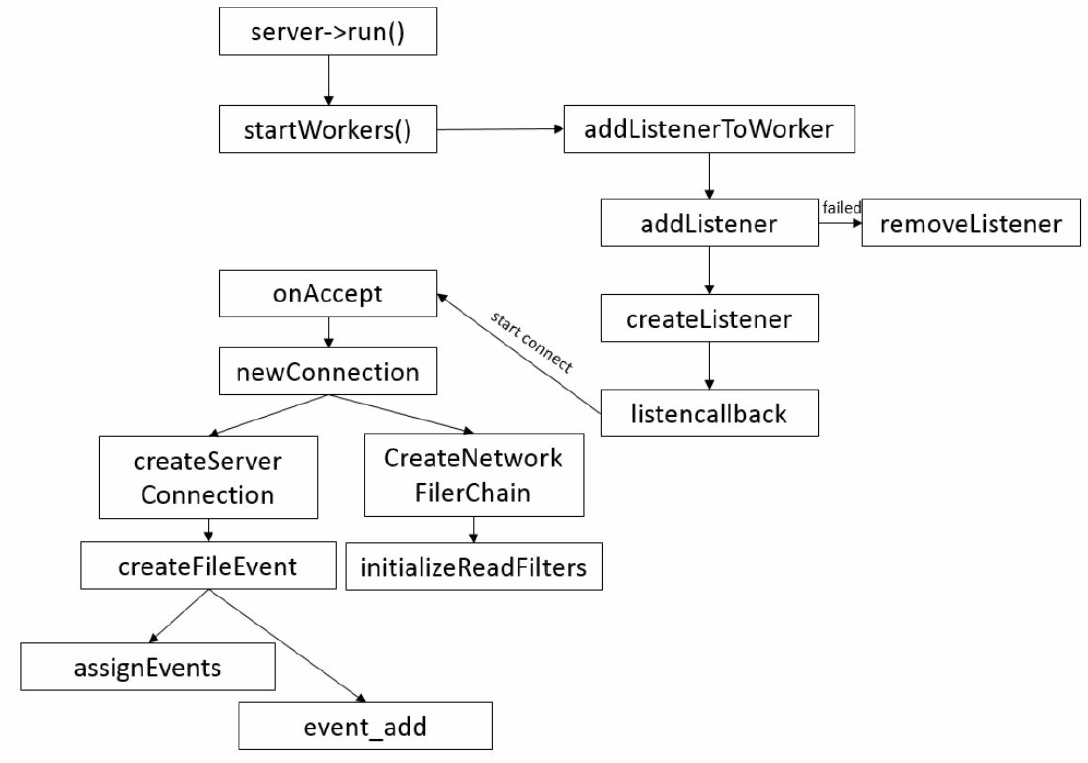 server->run()
startWorkers()
addListenerToWorker
addListener
failed
removeListener
onAccept
createListener
start connect
newConnection
listencallback
createServer
Connection
CreateNetwork
FilerChain
createFileEvent
initializeReadFilters
assignEvents
event_add